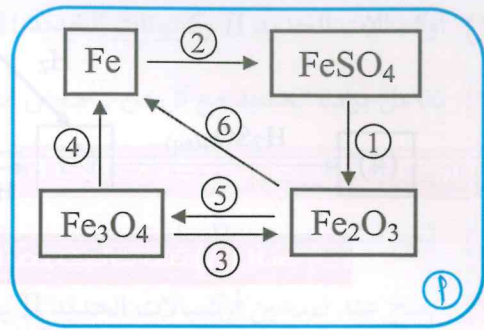 Fe ② FeSO₄
④ ⑥ ①
Fe₃O₄ ⑤ Fe₂O₃
③